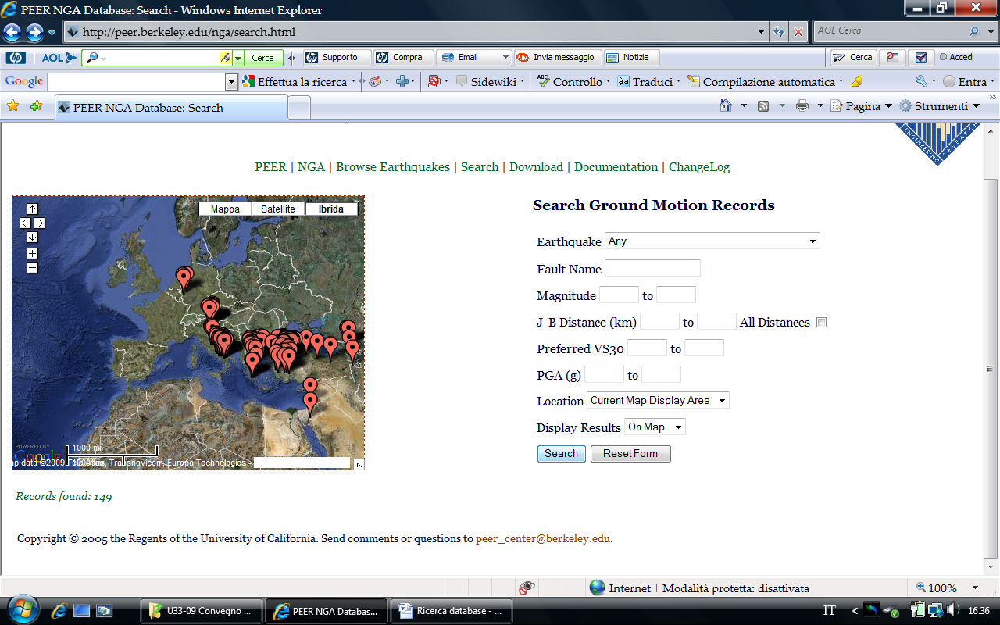 PEER NGA Database: Search - Windows Internet Explorer
http://peer.berkeley.edu/nga/search.html
AOL Cerca
hp AOL Cerca Supporto Compra Email Invia messaggio Notizie Cerca Accedi
Google Effettua la ricerca Sidewiki Controllo Traduci Compilazione automatica Entra
PEER NGA Database: Search Pagina Strumenti
ENGINEERING RESEARCH
PEER | NGA | Browse Earthquakes | Search | Download | Documentation | ChangeLog
Mappa Satellite Ibrida
Search Ground Motion Records
Earthquake Any
Fault Name
Magnitude to
J-B Distance (km) to All Distances
Preferred VS30 to
PGA (g) to
Location Current Map Display Area
Display Results On Map
Search Reset Form
POWERED BY
Google
1000 mi
data ©2009 Tele Atlas, Transnavicom, Europa Technologies -
Records found: 149
Copyright © 2005 the Regents of the University of California. Send comments or questions to peer_center@berkeley.edu.
Internet | Modalità protetta: disattivata 100%
U33-09 Convegno ... PEER NGA Databas... Ricerca database - ... IT 16.36